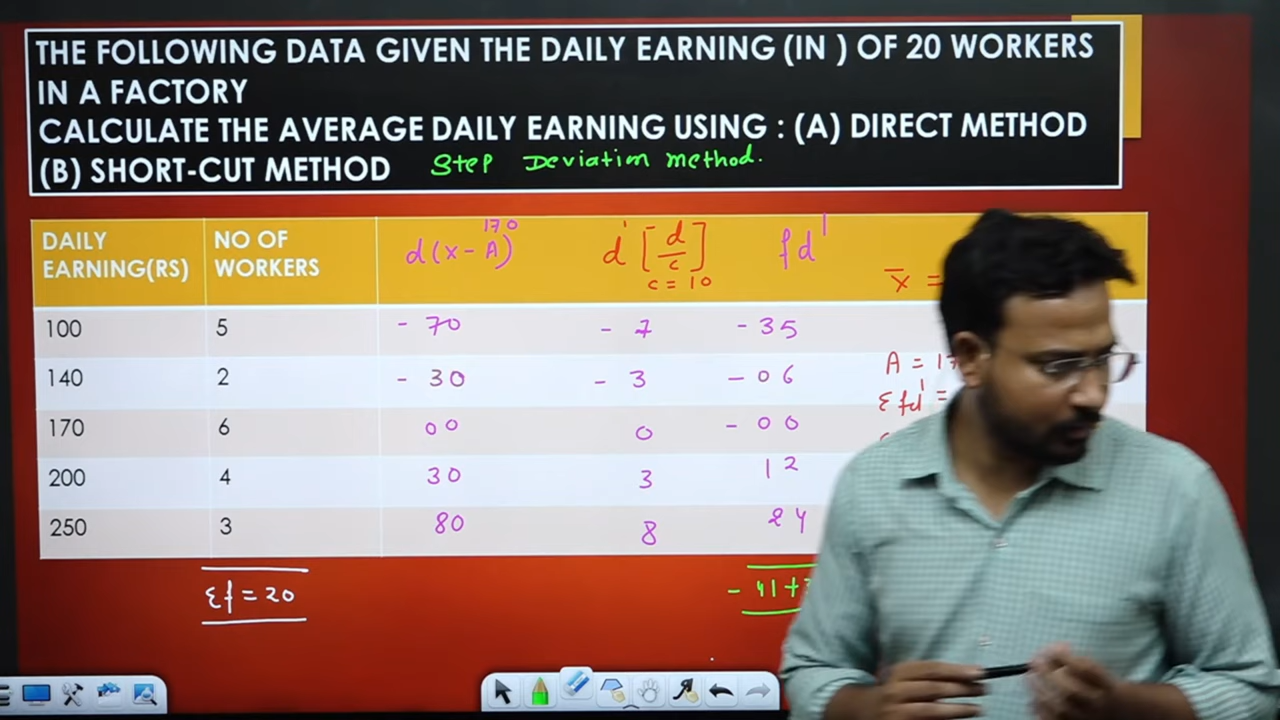 THE FOLLOWING DATA GIVEN THE DAILY EARNING (IN ) OF 20 WORKERS
IN A FACTORY
CALCULATE THE AVERAGE DAILY EARNING USING : (A) DIRECT METHOD
(B) SHORT-CUT METHOD Step Deviation method.
DAILY EARNING(RS) NO OF WORKERS d(x-A) 170 d' [d/c] c = 10 fd' x̄ =
100 5 - 70 - 7 - 35
A = 17
140 2 - 30 - 3 - 06
Σfd' =
170 6 00 0 - 00
200 4 30 3 12
250 3 80 8 24
Σf = 20 - 41+